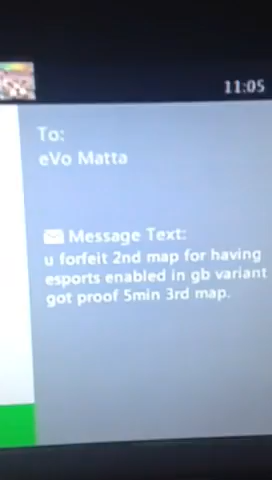 11:05
To:
eVo Matta
Message Text:
u forfeit 2nd map for having
esports enabled in gb variant
got proof 5min 3rd map.